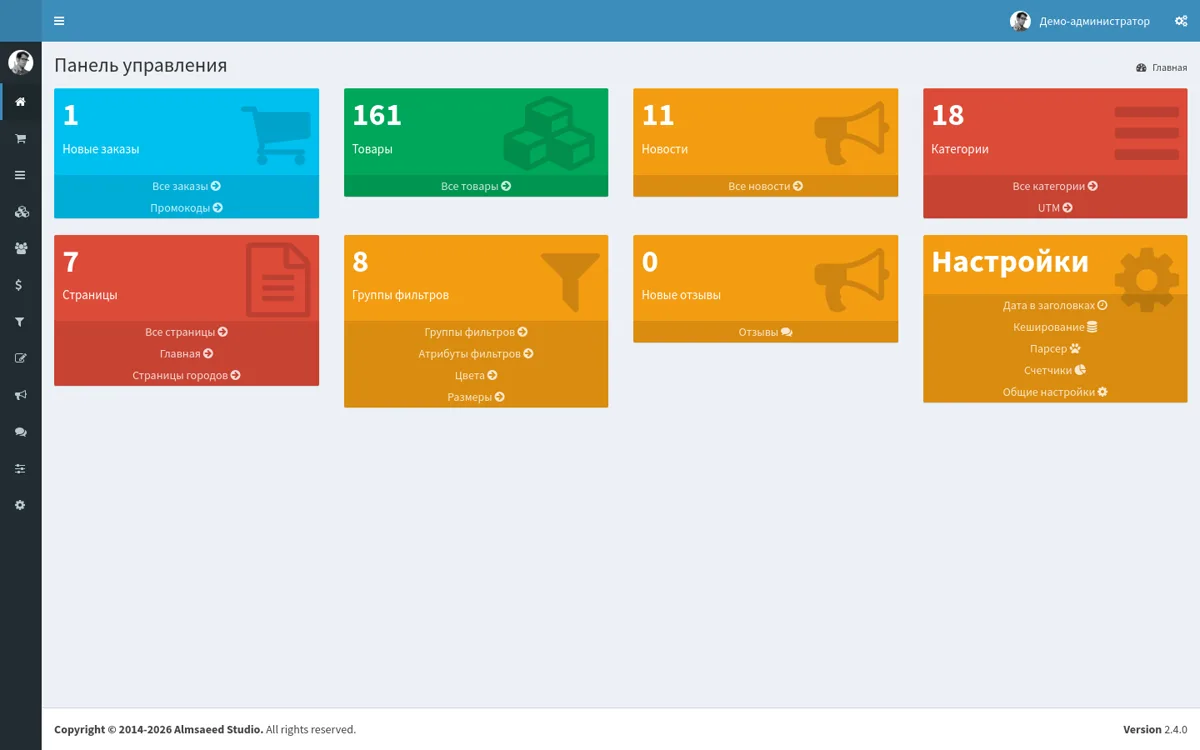 Демо-администратор
Панель управления
Главная
1
Новые заказы
Все заказы
Промокоды
161
Товары
Все товары
11
Новости
Все новости
18
Категории
Все категории
UTM
7
Страницы
Все страницы
Главная
Страницы городов
8
Группы фильтров
Группы фильтров
Атрибуты фильтров
Цвета
Размеры
0
Новые отзывы
Отзывы
Настройки
Дата в заголовках
Кеширование
Парсер
Счетчики
Общие настройки
Copyright © 2014-2026 Almsaeed Studio. All rights reserved.
Version 2.4.0